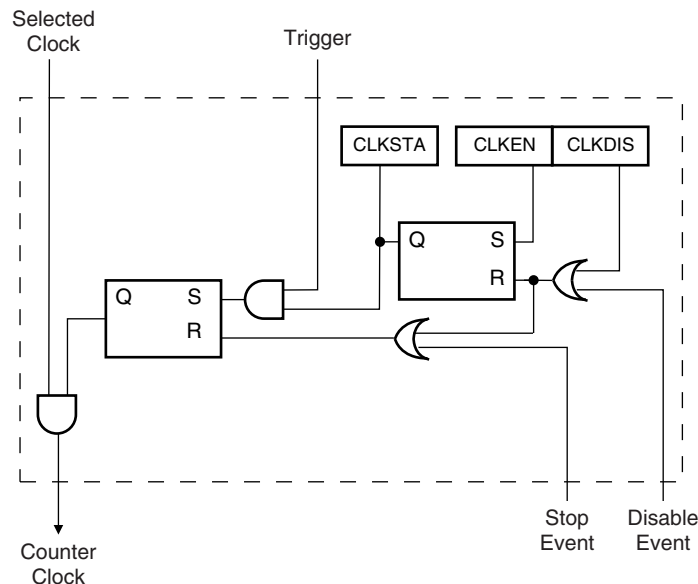 Selected
Clock
Trigger
CLKSTA
CLKEN
CLKDIS
Q
S
R
Q
S
R
Stop
Event
Disable
Event
Counter
Clock